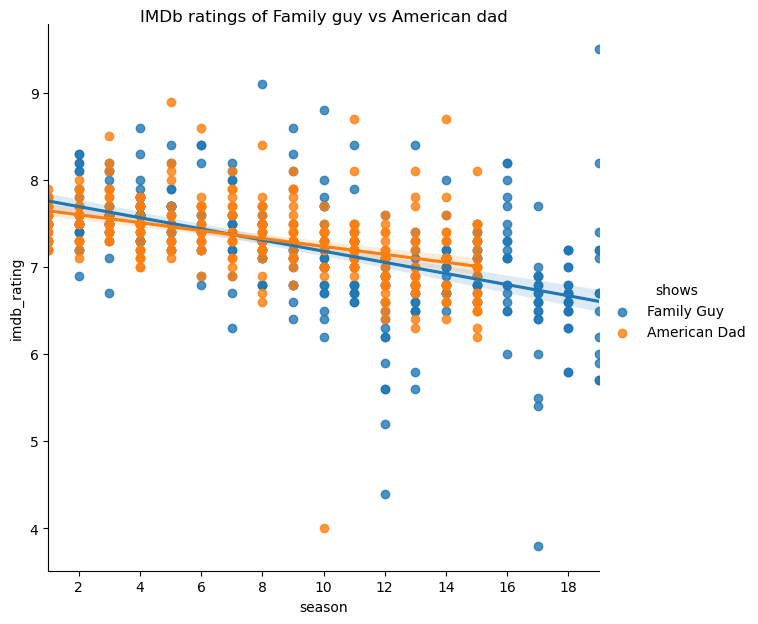 IMDb ratings of Family guy vs American dad
9
8
7
6
5
4
imdb_rating
2 4 6 8 10 12 14 16 18
season
shows
Family Guy
American Dad